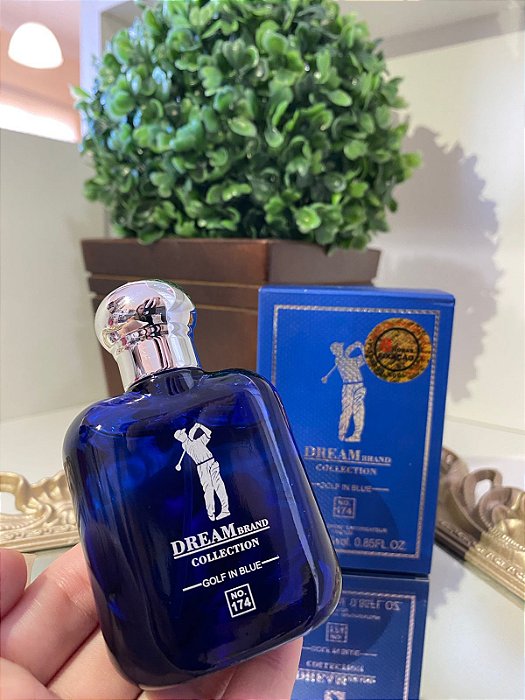 DREAM BRAND
COLLECTION
GOLF IN BLUE
NO.
174
DREAM BRAND
COLLECTION
GOLF IN BLUE
NO.
174
vol. 0.85FL.OZ